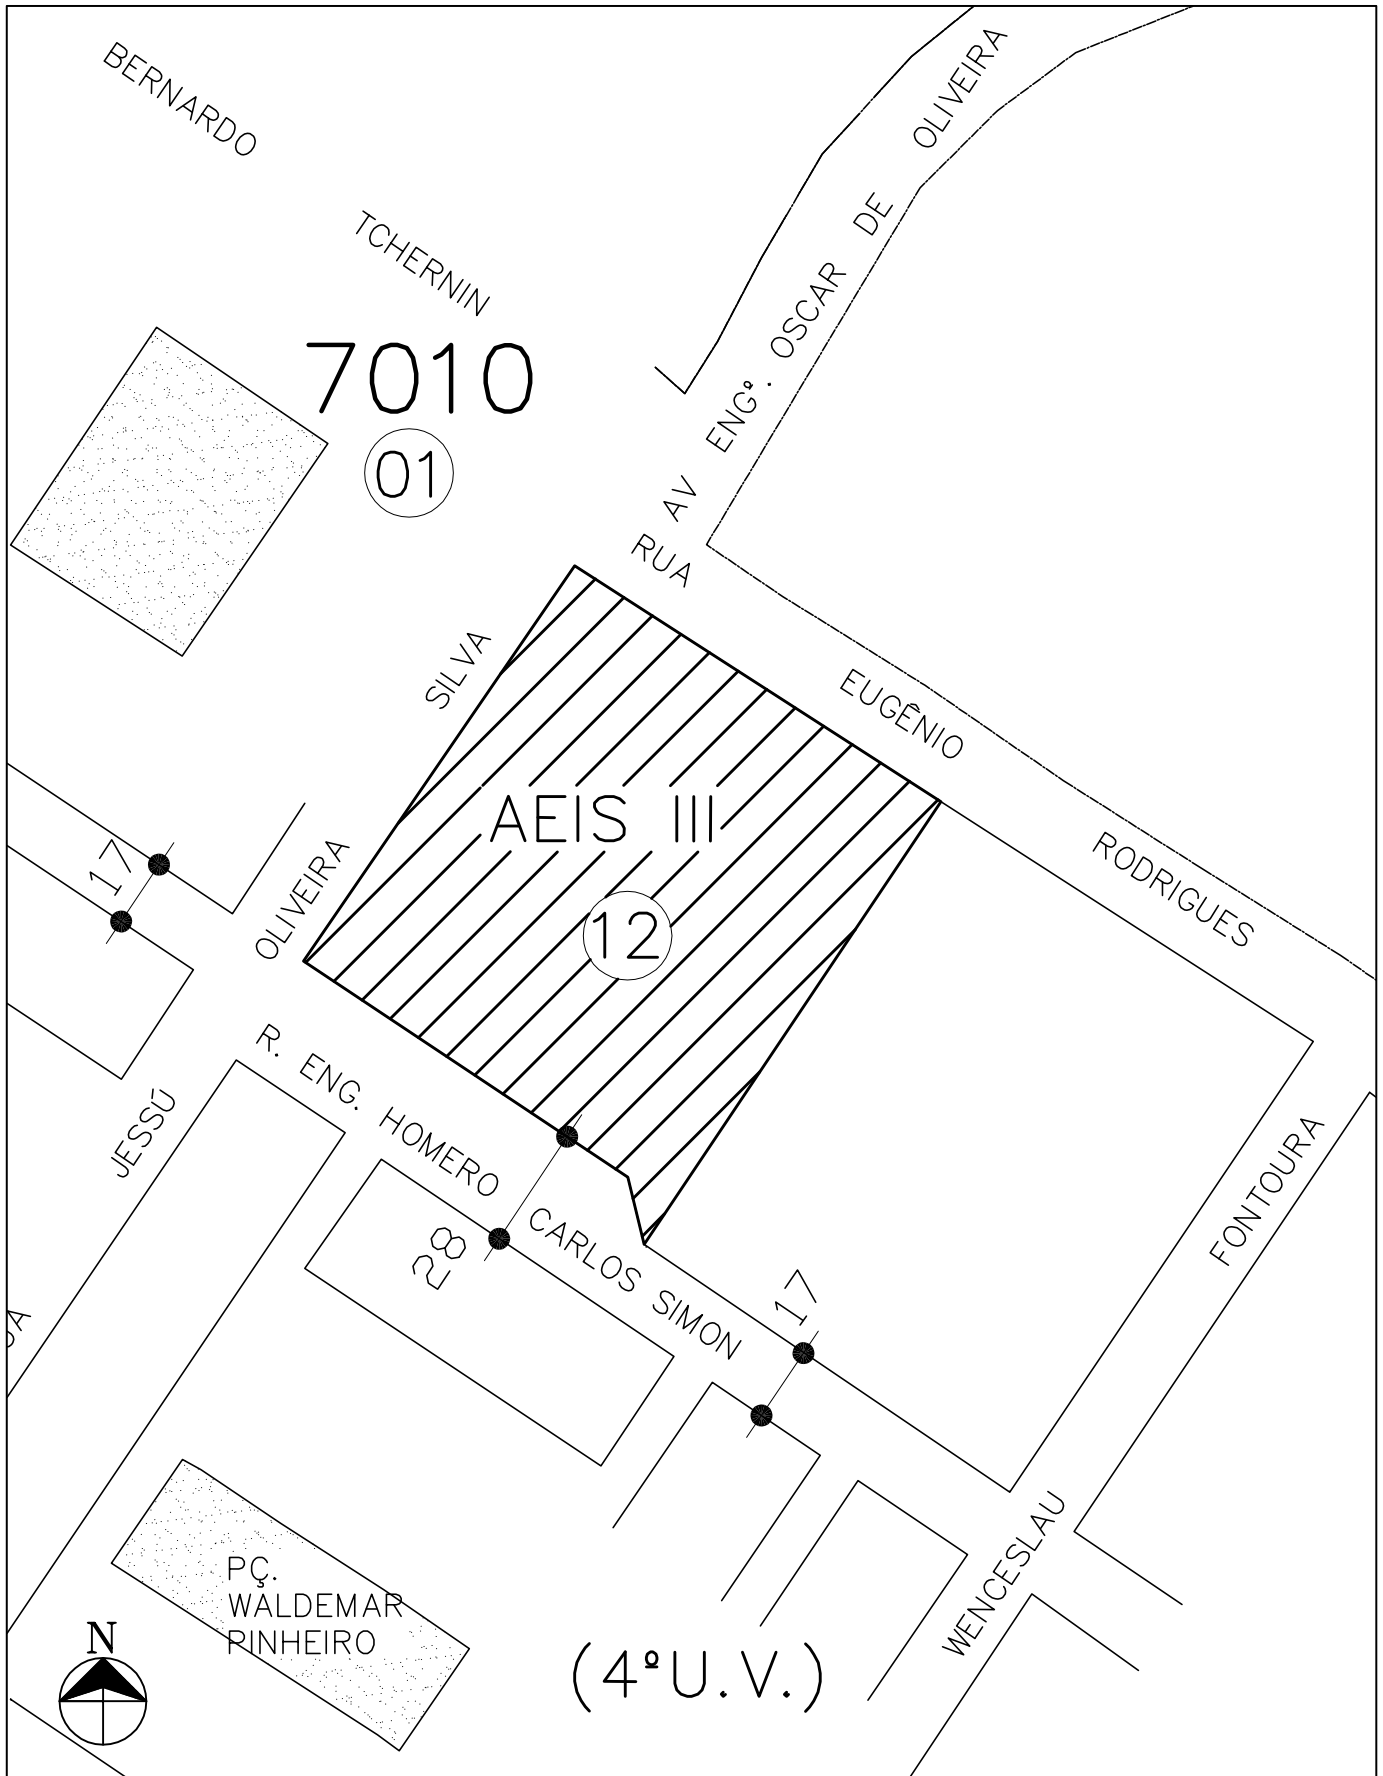 BERNARDO
TCHERNIN
7010
01
AV ENGº. OSCAR DE OLIVEIRA
RUA EUGÊNIO RODRIGUES
SILVA
AEIS III
12
17
OLIVEIRA
JESSÚ
R. ENG. HOMERO CARLOS SIMON
28
17
FONTOURA
WENCESLAU
PÇ.
WALDEMAR
PINHEIRO
N
(4ºU.V.)